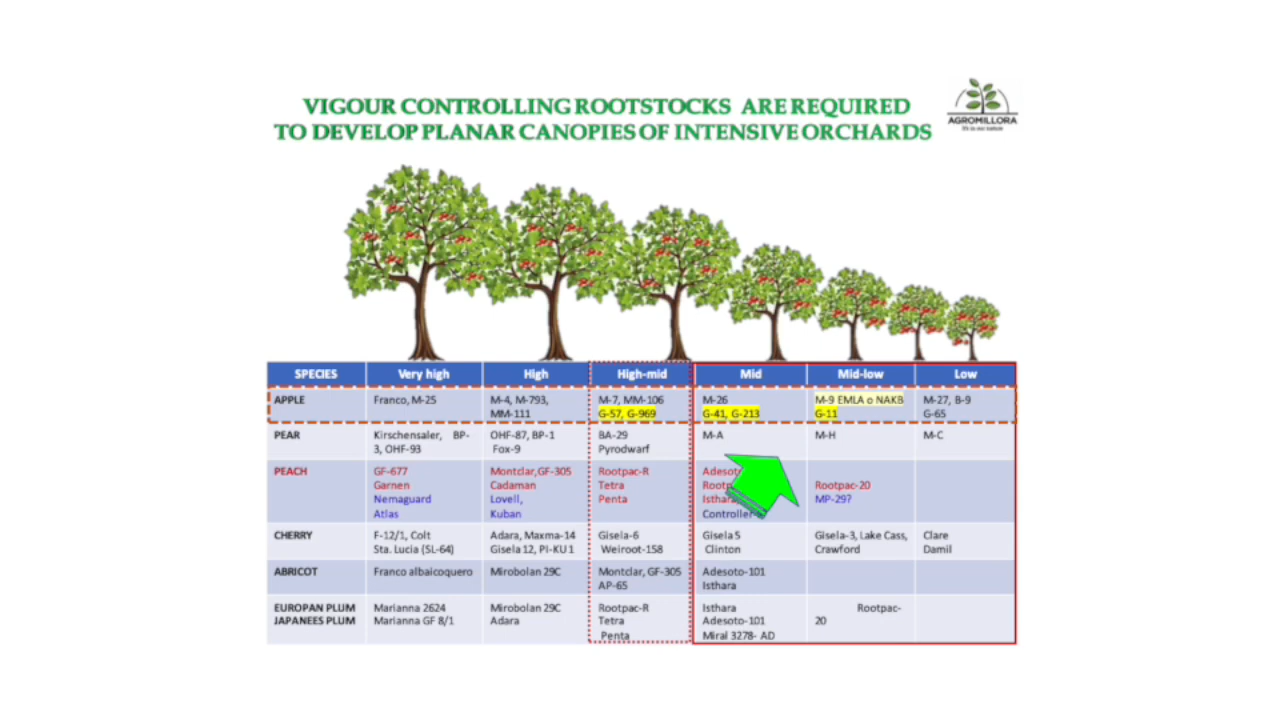 VIGOUR CONTROLLING ROOTSTOCKS ARE REQUIRED
TO DEVELOP PLANAR CANOPIES OF INTENSIVE ORCHARDS
AGROMILLORA
SPECIES Very high High High-mid Mid Mid-low Low
APPLE Franco, M-25 M-4, M-793, M-7, MM-106 M-26 M-9 EMLA o NAKB M-27, B-9
MM-111 G-57, G-969 G-41, G-213 G-11 G-65
PEAR Kirschensaler, BP- OHF-87, BP-1 BA-29 M-A M-H M-C
3, OHF-93 Fox-9 Pyrodwarf
PEACH GF-677 Montclar,GF-305 Rootpac-R
Garnen Cadaman Tetra Rootpac-20
Nemaguard Lovell, Penta MP-29?
Atlas Kuban
CHERRY F-12/1, Colt Adara, Maxma-14 Gisela-6 Gisela 5 Gisela-3, Lake Cass, Clare
Sta. Lucia (SL-64) Gisela 12, PI-KU 1 Weiroot-158 Clinton Crawford Damil
ABRICOT Franco albaicoquero Mirobolan 29C Montclar, GF-305 Adesoto-101
AP-65 Isthara
EUROPAN PLUM Marianna 2624 Mirobolan 29C Rootpac-R Isthara Rootpac-
JAPANEES PLUM Marianna GF 8/1 Adara Tetra Adesoto-101 20
Penta Miral 3278- AD